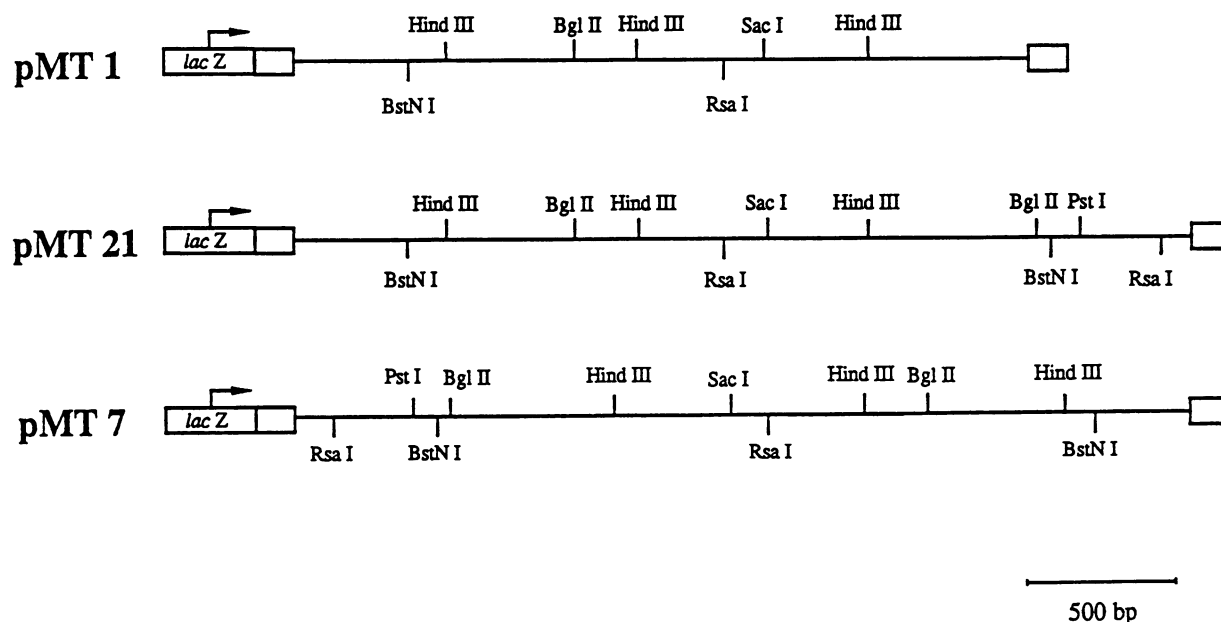 Hind III Bgl II Hind III Sac I Hind III
pMT 1 lac Z
BstN I Rsa I
Hind III Bgl II Hind III Sac I Hind III Bgl II Pst I
pMT 21 lac Z
BstN I Rsa I BstN I Rsa I
Pst I Bgl II Hind III Sac I Hind III Bgl II Hind III
pMT 7 lac Z
Rsa I BstN I Rsa I BstN I
500 bp